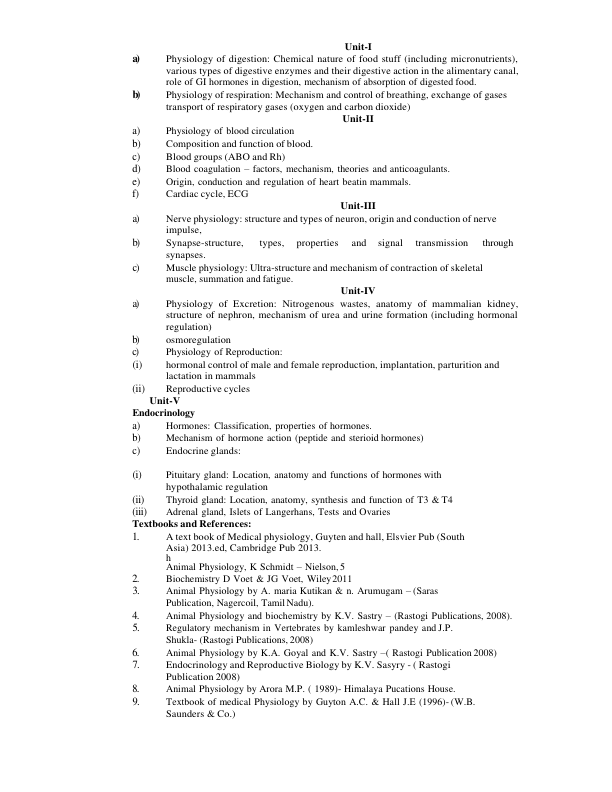 Unit-I
a) Physiology of digestion: Chemical nature of food stuff (including micronutrients),
various types of digestive enzymes and their digestive action in the alimentary canal,
role of GI hormones in digestion, mechanism of absorption of digested food.
b) Physiology of respiration: Mechanism and control of breathing, exchange of gases
transport of respiratory gases (oxygen and carbon dioxide)
Unit-II
a) Physiology of blood circulation
b) Composition and function of blood.
c) Blood groups (ABO and Rh)
d) Blood coagulation – factors, mechanism, theories and anticoagulants.
e) Origin, conduction and regulation of heart beatin mammals.
f) Cardiac cycle, ECG
Unit-III
a) Nerve physiology: structure and types of neuron, origin and conduction of nerve
impulse,
b) Synapse-structure, types, properties and signal transmission through
synapses.
c) Muscle physiology: Ultra-structure and mechanism of contraction of skeletal
muscle, summation and fatigue.
Unit-IV
a) Physiology of Excretion: Nitrogenous wastes, anatomy of mammalian kidney,
structure of nephron, mechanism of urea and urine formation (including hormonal
regulation)
b) osmoregulation
c) Physiology of Reproduction:
(i) hormonal control of male and female reproduction, implantation, parturition and
lactation in mammals
(ii) Reproductive cycles
Unit-V
Endocrinology
a) Hormones: Classification, properties of hormones.
b) Mechanism of hormone action (peptide and sterioid hormones)
c) Endocrine glands:
(i) Pituitary gland: Location, anatomy and functions of hormones with
hypothalamic regulation
(ii) Thyroid gland: Location, anatomy, synthesis and function of T3 & T4
(iii) Adrenal gland, Islets of Langerhans, Tests and Ovaries
Textbooks and References:
1. A text book of Medical physiology, Guyten and hall, Elsvier Pub (South
Asia) 2013.ed, Cambridge Pub 2013.
h
Animal Physiology, K Schmidt – Nielson, 5
2. Biochemistry D Voet & JG Voet, Wiley 2011
3. Animal Physiology by A. maria Kutikan & n. Arumugam – (Saras
Publication, Nagercoil, Tamil Nadu).
4. Animal Physiology and biochemistry by K.V. Sastry – (Rastogi Publications, 2008).
5. Regulatory mechanism in Vertebrates by kamleshwar pandey and J.P.
Shukla- (Rastogi Publications, 2008)
6. Animal Physiology by K.A. Goyal and K.V. Sastry –( Rastogi Publication 2008)
7. Endocrinology and Reproductive Biology by K.V. Sasyry - ( Rastogi
Publication 2008)
8. Animal Physiology by Arora M.P. ( 1989)- Himalaya Pucations House.
9. Textbook of medical Physiology by Guyton A.C. & Hall J.E (1996)- (W.B.
Saunders & Co.)